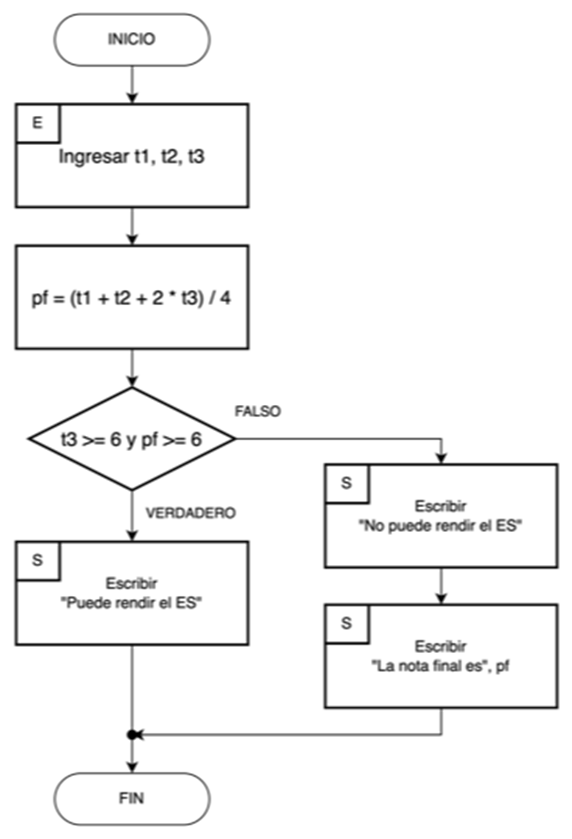 INICIO
E
Ingresar t1, t2, t3
pf = (t1 + t2 + 2 * t3) / 4
t3 >= 6 y pf >= 6
FALSO
VERDADERO
S
Escribir
"No puede rendir el ES"
S
Escribir
"Puede rendir el ES"
S
Escribir
"La nota final es", pf
FIN